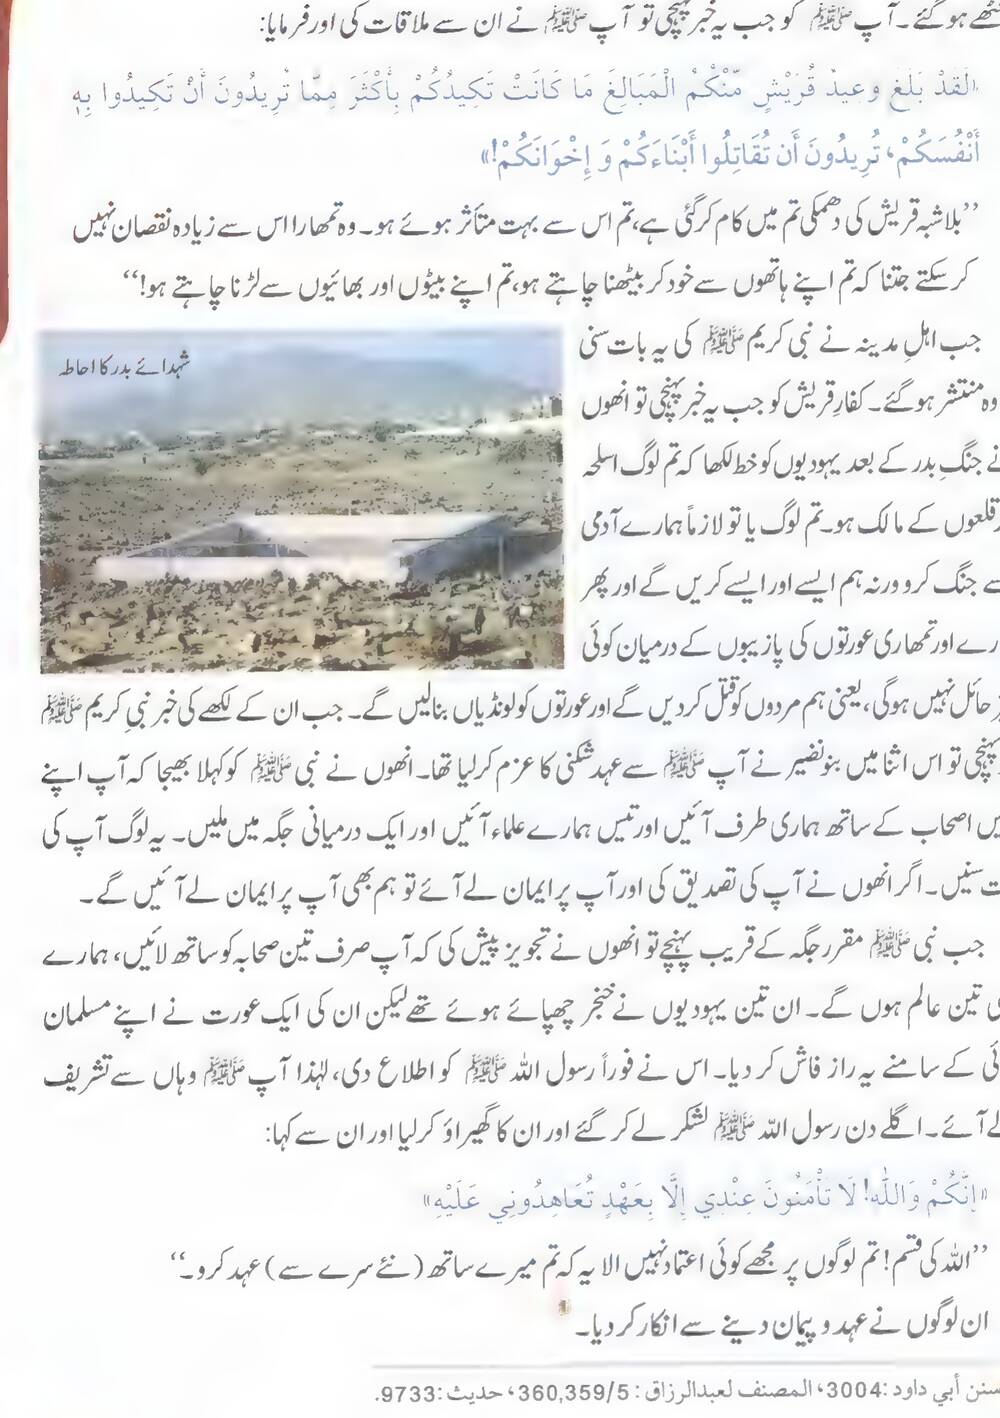 ٹھے ہو گئے۔ آپ ﷺ کو جب یہ خبر پہنچی تو آپ ﷺ نے ان سے ملاقات کی اور فرمایا:
«لَقَدْ بَلَغَ وَعِيدُ قُرَيْشٍ مِّنْكُمُ الْمَبَالِغَ مَا كَانَتْ تَكِيدُكُمْ بِأَكْثَرَ مِمَّا تُرِيدُونَ أَنْ تَكِيدُوا بِهِ
أَنْفُسَكُمْ، تُرِيدُونَ أَن تُقَاتِلُوا أَبْنَاءَكُمْ وَ إِخْوَانَكُمْ!»
’’بلاشبہ قریش کی دھمکی تم میں کام کر گئی ہے، تم اس سے بہت متأثر ہوئے ہو۔ وہ تمھارا اس سے زیادہ نقصان نہیں
کر سکتے جتنا کہ تم اپنے ہاتھوں سے خود کر بیٹھنا چاہتے ہو، تم اپنے بیٹوں اور بھائیوں سے لڑنا چاہتے ہو!‘‘
شہدائے بدر کا احاطہ
جب اہلِ مدینہ نے نبی کریم ﷺ کی یہ بات سنی
وہ منتشر ہو گئے۔ کفارِ قریش کو جب یہ خبر پہنچی تو انھوں
نے جنگِ بدر کے بعد یہودیوں کو خط لکھا کہ تم لوگ اسلحہ
قلعوں کے مالک ہو۔ تم لوگ یا تو لازماً ہمارے آدمی
سے جنگ کرو ورنہ ہم ایسے اور ایسے کریں گے اور پھر
رے اور تمھاری عورتوں کی پازیبوں کے درمیان کوئی
حائل نہیں ہوگی، یعنی ہم مردوں کو قتل کر دیں گے اور عورتوں کو لونڈیاں بنا لیں گے۔ جب ان کے لکھے کی خبر نبیِ کریم ﷺ
پہنچی تو اس اثنا میں بنو نضیر نے آپ ﷺ سے عہد شکنی کا عزم کر لیا تھا۔ انھوں نے نبی ﷺ کو کہلا بھیجا کہ آپ اپنے
اصحاب کے ساتھ ہماری طرف آئیں اور تیس ہمارے علماء آئیں اور ایک درمیانی جگہ میں ملیں۔ یہ لوگ آپ کی
ت سنیں۔ اگر انھوں نے آپ کی تصدیق کی اور آپ پر ایمان لے آئے تو ہم بھی آپ پر ایمان لے آئیں گے۔
جب نبی ﷺ مقرر جگہ کے قریب پہنچے تو انھوں نے تجویز پیش کی کہ آپ صرف تین صحابہ کو ساتھ لائیں، ہمارے
تین عالم ہوں گے۔ ان تین یہودیوں نے خنجر چھپائے ہوئے تھے لیکن ان کی ایک عورت نے اپنے مسلمان
ئی کے سامنے یہ راز فاش کر دیا۔ اس نے فوراً رسول اللہ ﷺ کو اطلاع دی، لہٰذا آپ ﷺ وہاں سے تشریف
لے آئے۔ اگلے دن رسول اللہ ﷺ لشکر لے کر گئے اور ان کا گھیراؤ کر لیا اور ان سے کہا:
«إِنَّكُمْ وَاللّٰهِ! لَا تَأْمَنُونَ عِنْدِي إِلَّا بِعَهْدٍ تُعَاهِدُونِي عَلَيْهِ»
’’اللہ کی قسم! تم لوگوں پر مجھے کوئی اعتماد نہیں الا یہ کہ تم میرے ساتھ (نئے سرے سے) عہد کرو۔‘‘
ان لوگوں نے عہد و پیمان دینے سے انکار کر دیا۔
سنن أبي داود:3004، المصنف لعبدالرزاق:360,359/5، حديث:9733.